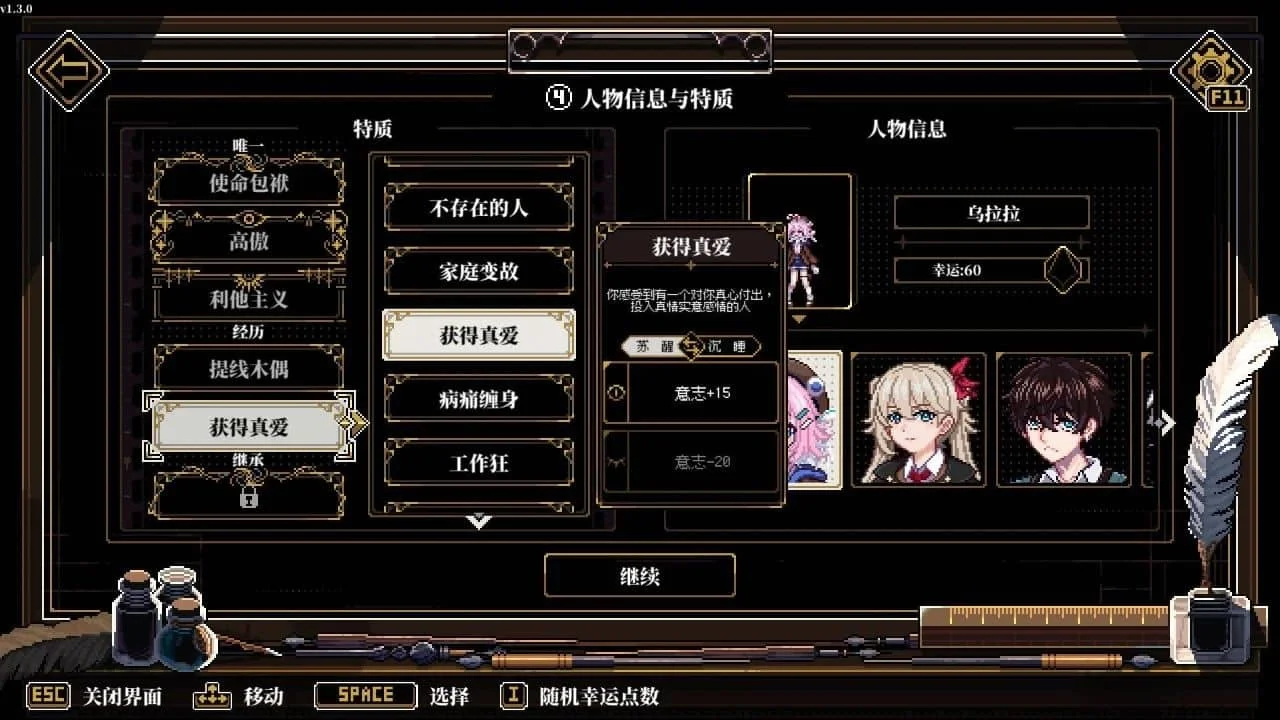 v1.3.0
F11
④ 人物信息与特质
特质
唯一
使命包袱
高傲
利他主义
经历
提线木偶
获得真爱
继承
不存在的人
家庭变故
获得真爱
病痛缠身
工作狂
获得真爱
你感受到有一个对你真心付出，
投入真情实意感情的人
苏醒 沉睡
意志+15
意志-20
人物信息
乌拉拉
幸运:60
继续
ESC 关闭界面 移动 SPACE 选择 I 随机幸运点数